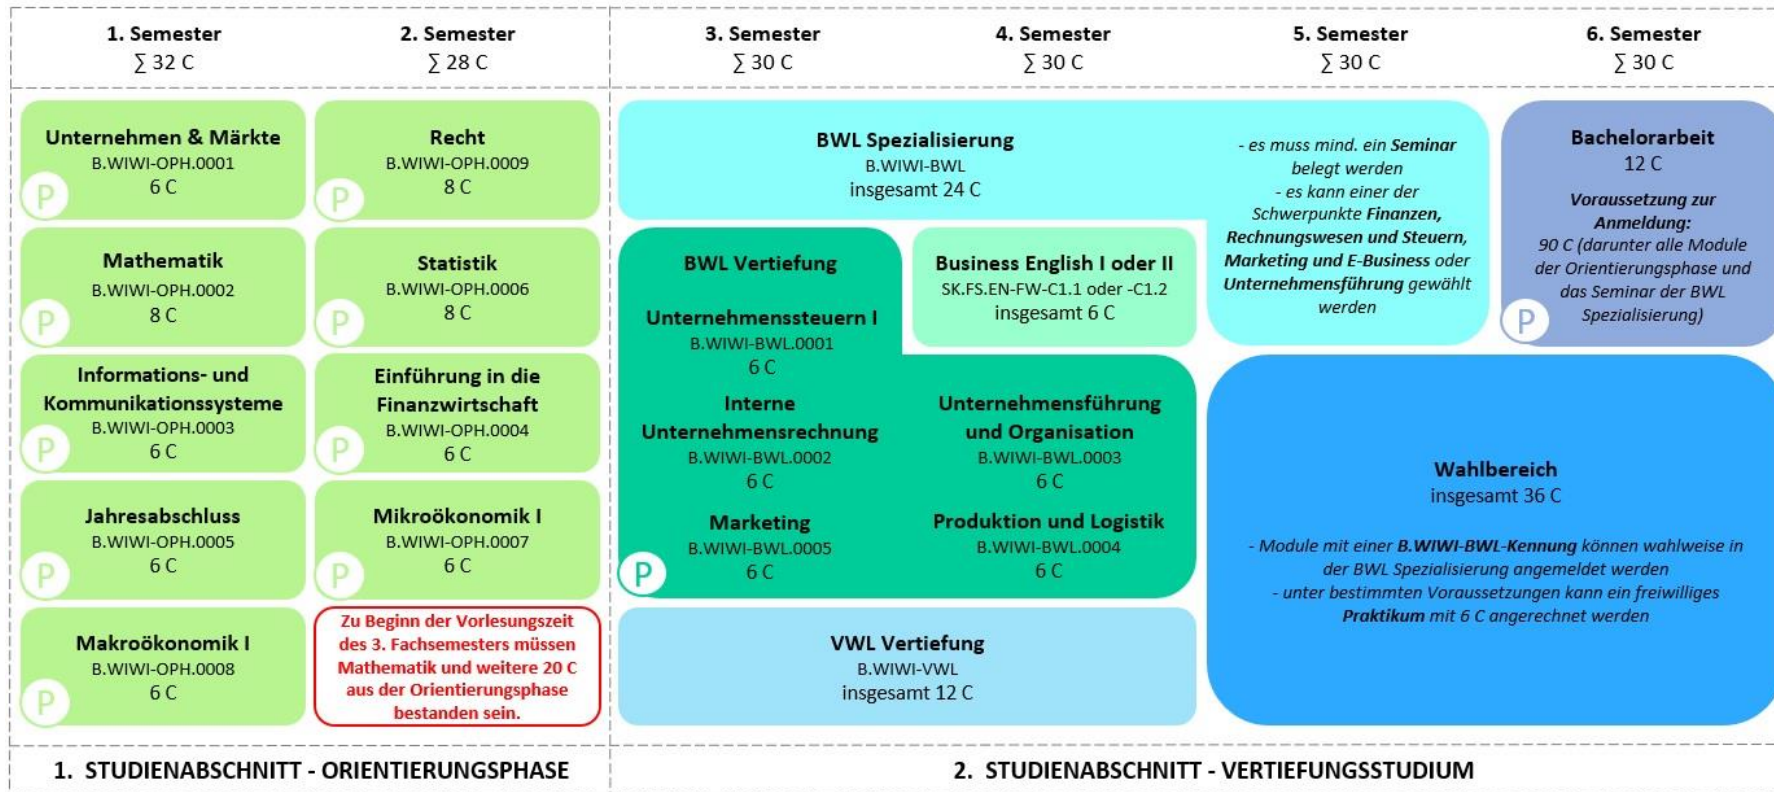 1. Semester
∑ 32 C
2. Semester
∑ 28 C
3. Semester
∑ 30 C
4. Semester
∑ 30 C
5. Semester
∑ 30 C
6. Semester
∑ 30 C
Unternehmen & Märkte
B.WIWI-OPH.0001
6 C
P
Mathematik
B.WIWI-OPH.0002
8 C
P
Informations- und
Kommunikationssysteme
B.WIWI-OPH.0003
6 C
P
Jahresabschluss
B.WIWI-OPH.0005
6 C
P
Makroökonomik I
B.WIWI-OPH.0008
6 C
P
Recht
B.WIWI-OPH.0009
8 C
P
Statistik
B.WIWI-OPH.0006
8 C
P
Einführung in die
Finanzwirtschaft
B.WIWI-OPH.0004
6 C
P
Mikroökonomik I
B.WIWI-OPH.0007
6 C
P
Zu Beginn der Vorlesungszeit
des 3. Fachsemesters müssen
Mathematik und weitere 20 C
aus der Orientierungsphase
bestanden sein.
BWL Spezialisierung
B.WIWI-BWL
insgesamt 24 C
- es muss mind. ein Seminar
belegt werden
- es kann einer der
Schwerpunkte Finanzen,
Rechnungswesen und Steuern,
Marketing und E-Business oder
Unternehmensführung gewählt
werden
BWL Vertiefung
Unternehmenssteuern I
B.WIWI-BWL.0001
6 C
Interne
Unternehmensrechnung
B.WIWI-BWL.0002
6 C
Marketing
B.WIWI-BWL.0005
6 C
P
Business English I oder II
SK.FS.EN-FW-C1.1 oder -C1.2
insgesamt 6 C
Unternehmensführung
und Organisation
B.WIWI-BWL.0003
6 C
Produktion und Logistik
B.WIWI-BWL.0004
6 C
VWL Vertiefung
B.WIWI-VWL
insgesamt 12 C
Bachelorarbeit
12 C
Voraussetzung zur
Anmeldung:
90 C (darunter alle Module
der Orientierungsphase und
das Seminar der BWL
Spezialisierung)
P
Wahlbereich
insgesamt 36 C
- Module mit einer B.WIWI-BWL-Kennung können wahlweise in
der BWL Spezialisierung angemeldet werden
- unter bestimmten Voraussetzungen kann ein freiwilliges
Praktikum mit 6 C angerechnet werden
1. STUDIENABSCHNITT - ORIENTIERUNGSPHASE
2. STUDIENABSCHNITT - VERTIEFUNGSSTUDIUM